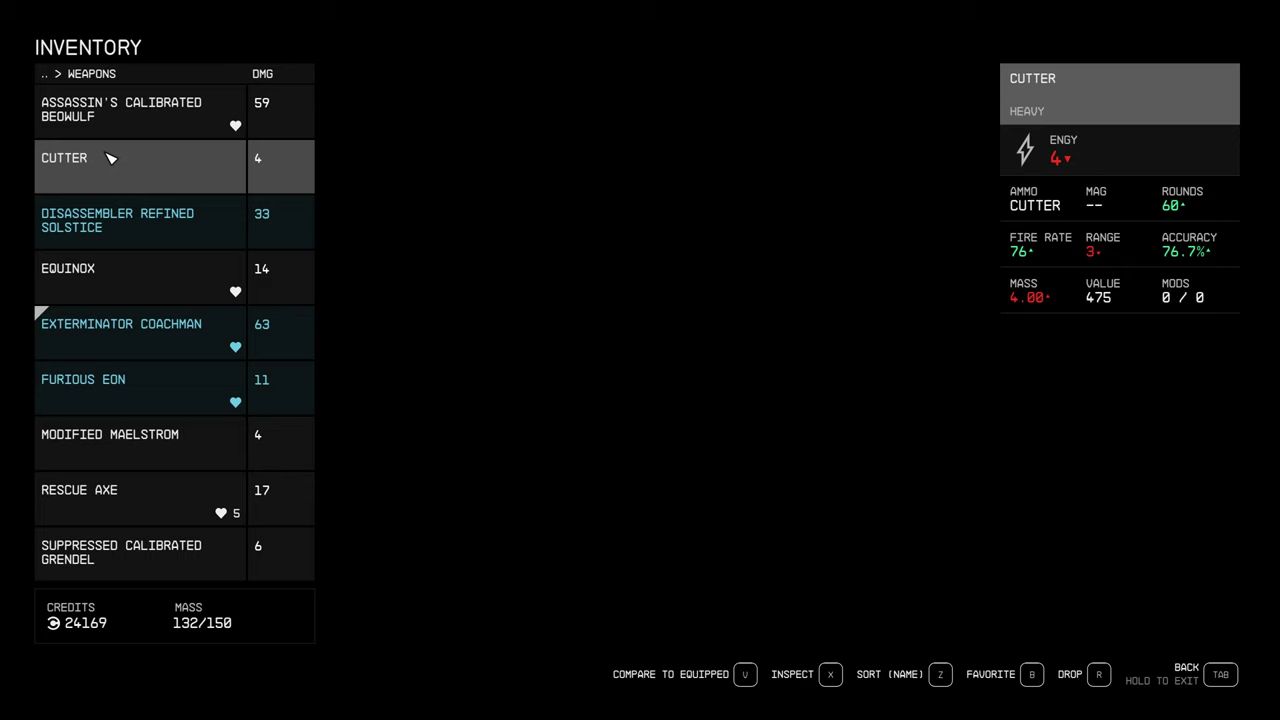 INVENTORY
.. > WEAPONS DMG
ASSASSIN'S CALIBRATED
BEOWULF
59
CUTTER 4
DISASSEMBLER REFINED
SOLSTICE
33
EQUINOX 14
EXTERMINATOR COACHMAN 63
FURIOUS EON 11
MODIFIED MAELSTROM 4
RESCUE AXE 17
5
SUPPRESSED CALIBRATED
GRENDEL
6
CREDITS MASS
24169 132/150
CUTTER
HEAVY
ENGY
4
AMMO MAG ROUNDS
CUTTER -- 60
FIRE RATE RANGE ACCURACY
76 3 76.7%
MASS VALUE MODS
4.00 475 0 / 0
COMPARE TO EQUIPPED V INSPECT X SORT (NAME) Z FAVORITE B DROP R BACK TAB
HOLD TO EXIT